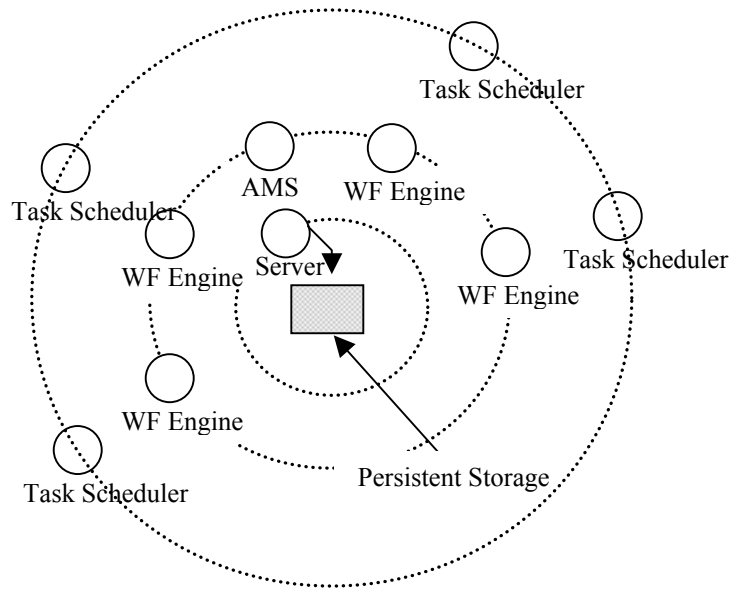 Task Scheduler
AMS
WF Engine
Task Scheduler
Task Scheduler
Server
WF Engine
WF Engine
WF Engine
Persistent Storage
Task Scheduler